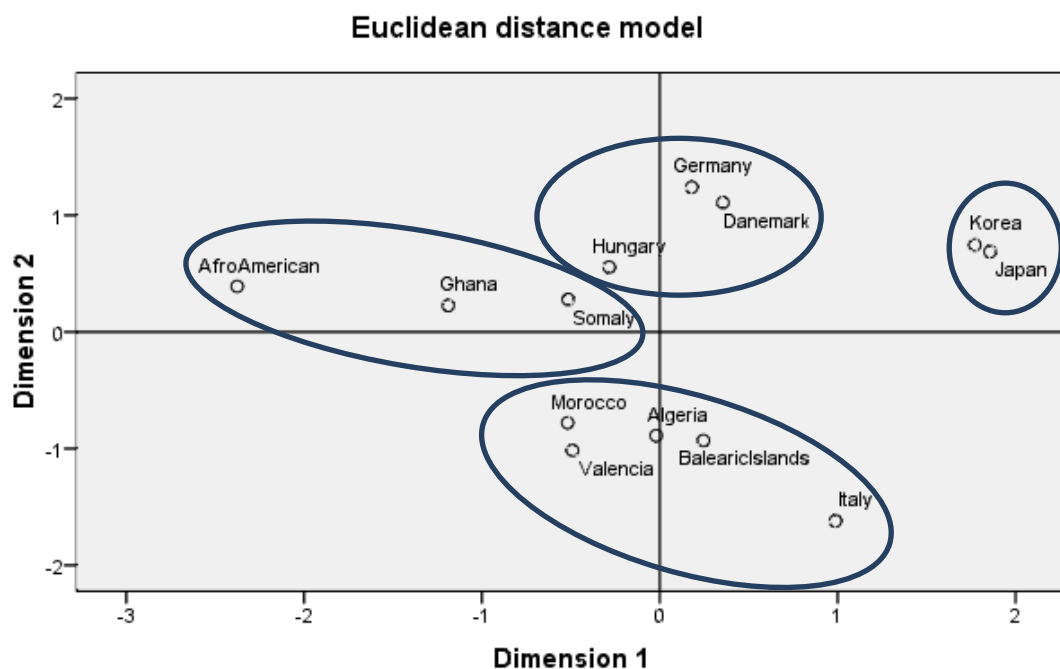 Euclidean distance model
Dimension 2
2
1
0
-1
-2
Germany
Danemark
Hungary
Korea
Japan
AfroAmerican
Ghana
Somaly
Morocco
Algeria
Valencia
BalearicIslands
Italy
-3 -2 -1 0 1 2
Dimension 1